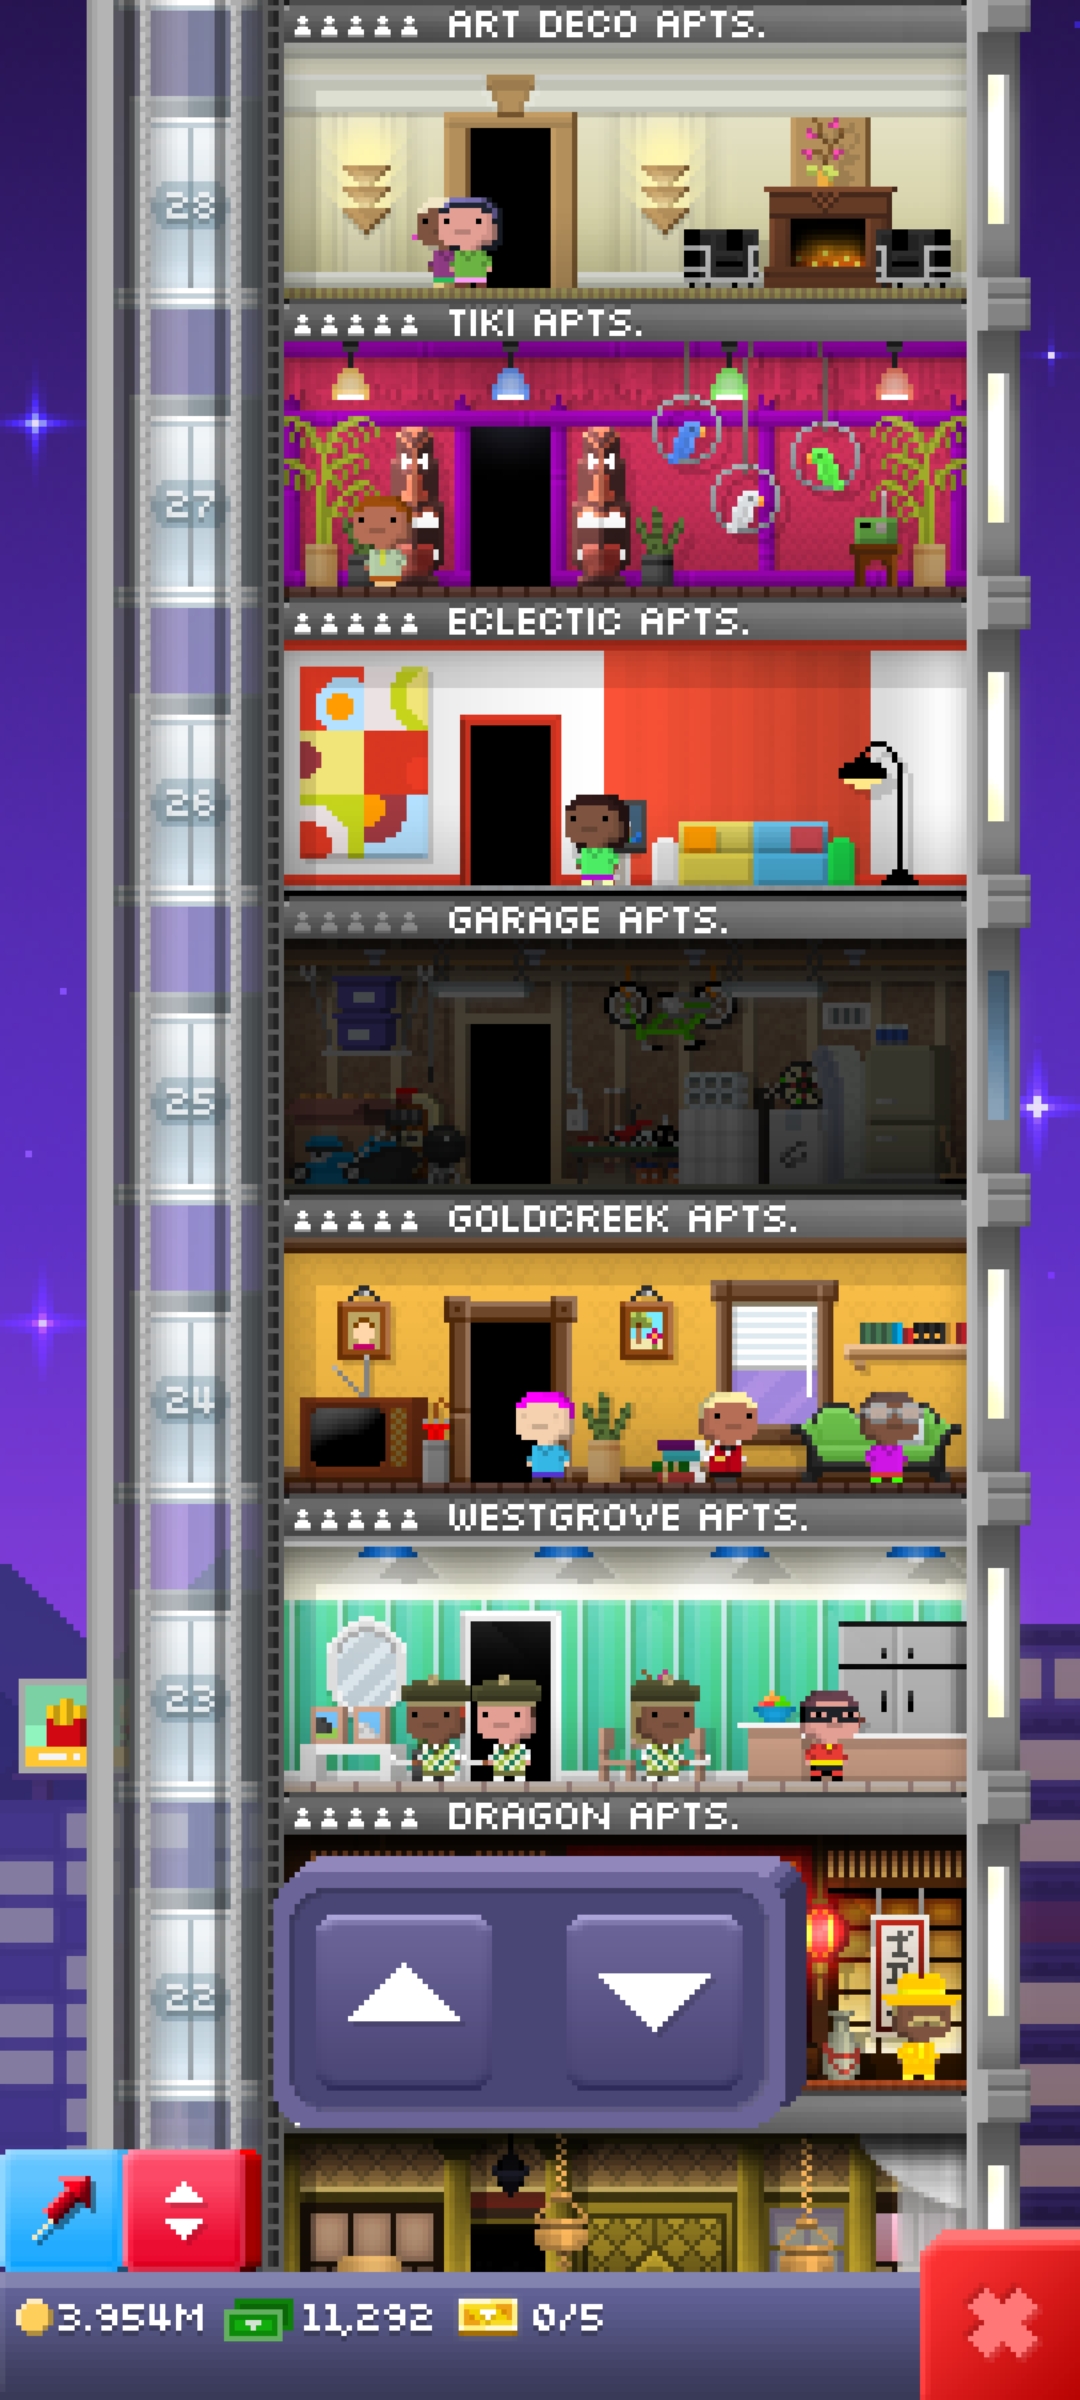 ART DECO APTS.
28
TIKI APTS.
27
ECLECTIC APTS.
26
GARAGE APTS.
25
GOLDCREEK APTS.
24
WESTGROVE APTS.
23
DRAGON APTS.
22
3.954M 11,292 0/5